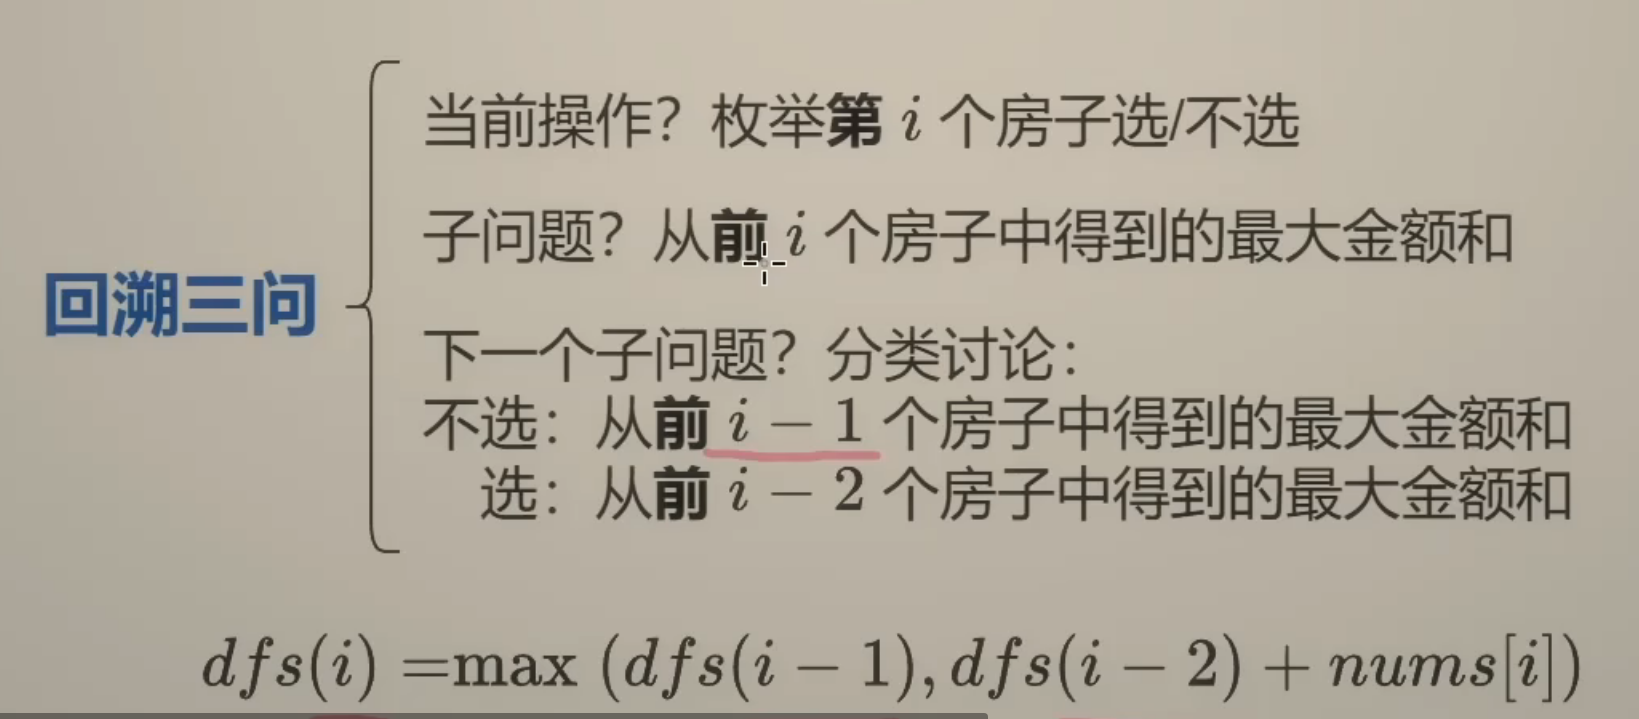 回溯三问
当前操作？枚举第 i 个房子选/不选
子问题？从前 i 个房子中得到的最大金额和
下一个子问题？分类讨论：
不选：从前 i − 1 个房子中得到的最大金额和
选：从前 i − 2 个房子中得到的最大金额和
dfs(i) =max (dfs(i − 1), dfs(i − 2) + nums[i])